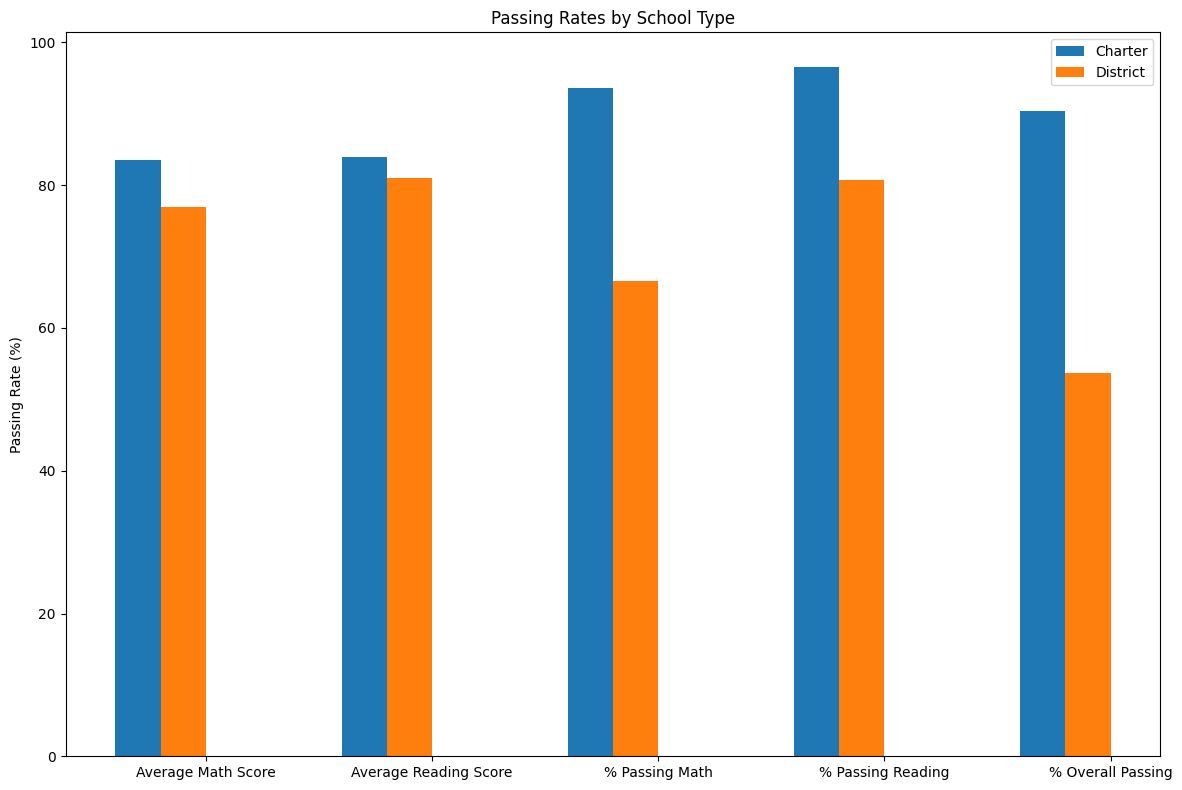 Passing Rates by School Type
Charter
District
Passing Rate (%)
100
80
60
40
20
0
Average Math Score
Average Reading Score
% Passing Math
% Passing Reading
% Overall Passing